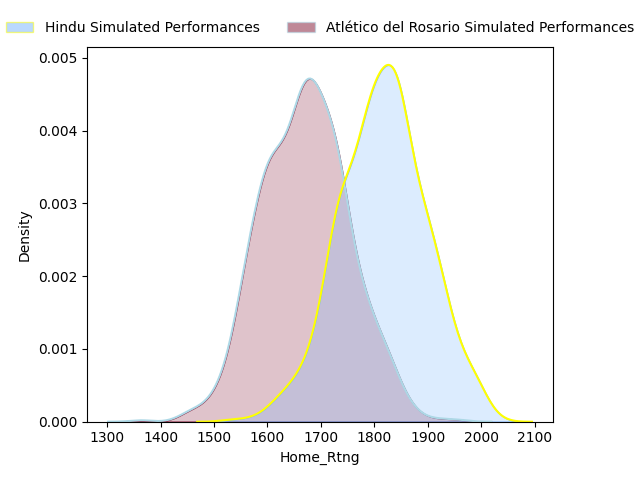 Hindu Simulated Performances
Atlético del Rosario Simulated Performances
0.005
0.004
0.003
0.002
0.001
0.000
Density
1300 1400 1500 1600 1700 1800 1900 2000 2100
Home_Rtng